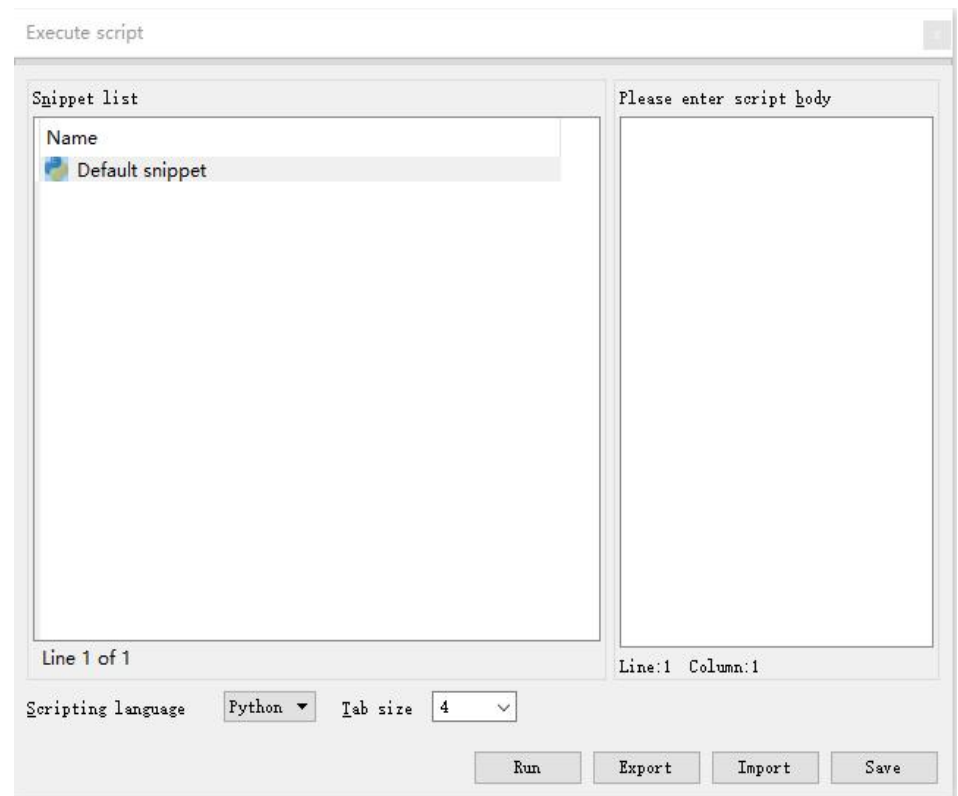 Execute script
Snippet list
Name
Default snippet
Line 1 of 1
Please enter script body
Line:1 Column:1
Scripting language Python Tab size 4
Run Export Import Save